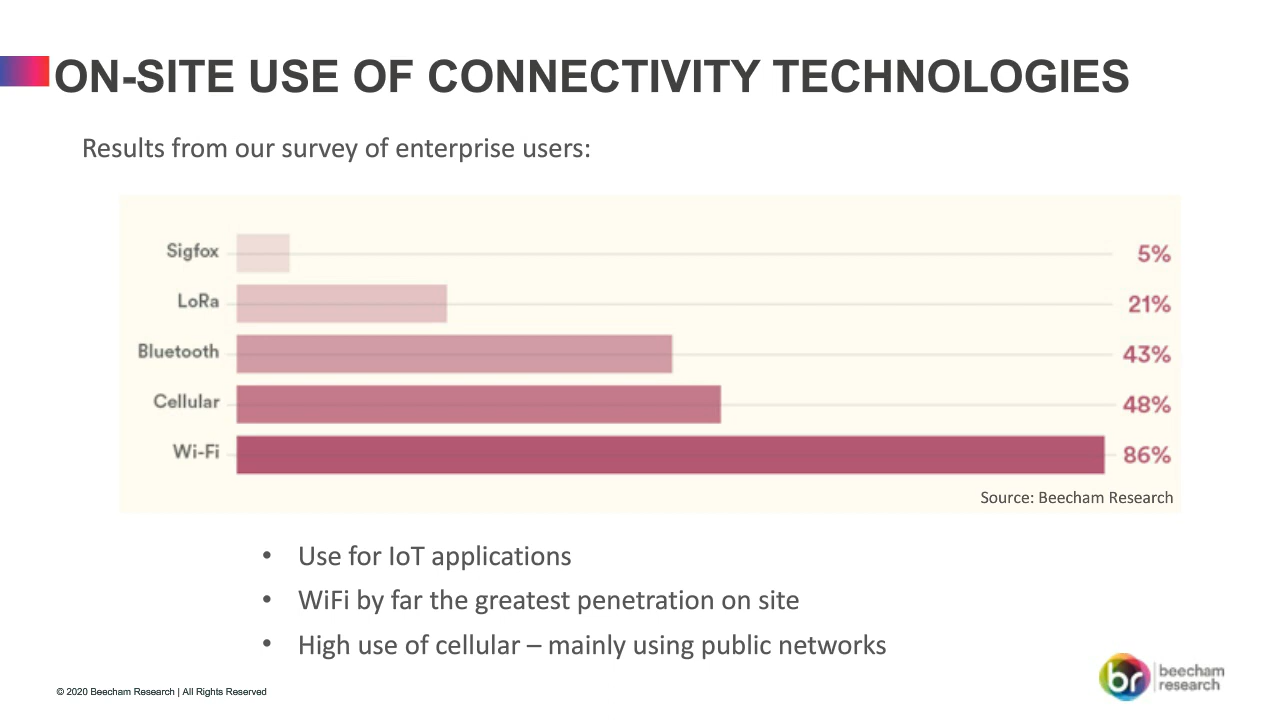 ON-SITE USE OF CONNECTIVITY TECHNOLOGIES
Results from our survey of enterprise users:
Sigfox 5%
LoRa 21%
Bluetooth 43%
Cellular 48%
Wi-Fi 86%
Source: Beecham Research
• Use for IoT applications
• WiFi by far the greatest penetration on site
• High use of cellular – mainly using public networks
br beecham
research
© 2020 Beecham Research | All Rights Reserved